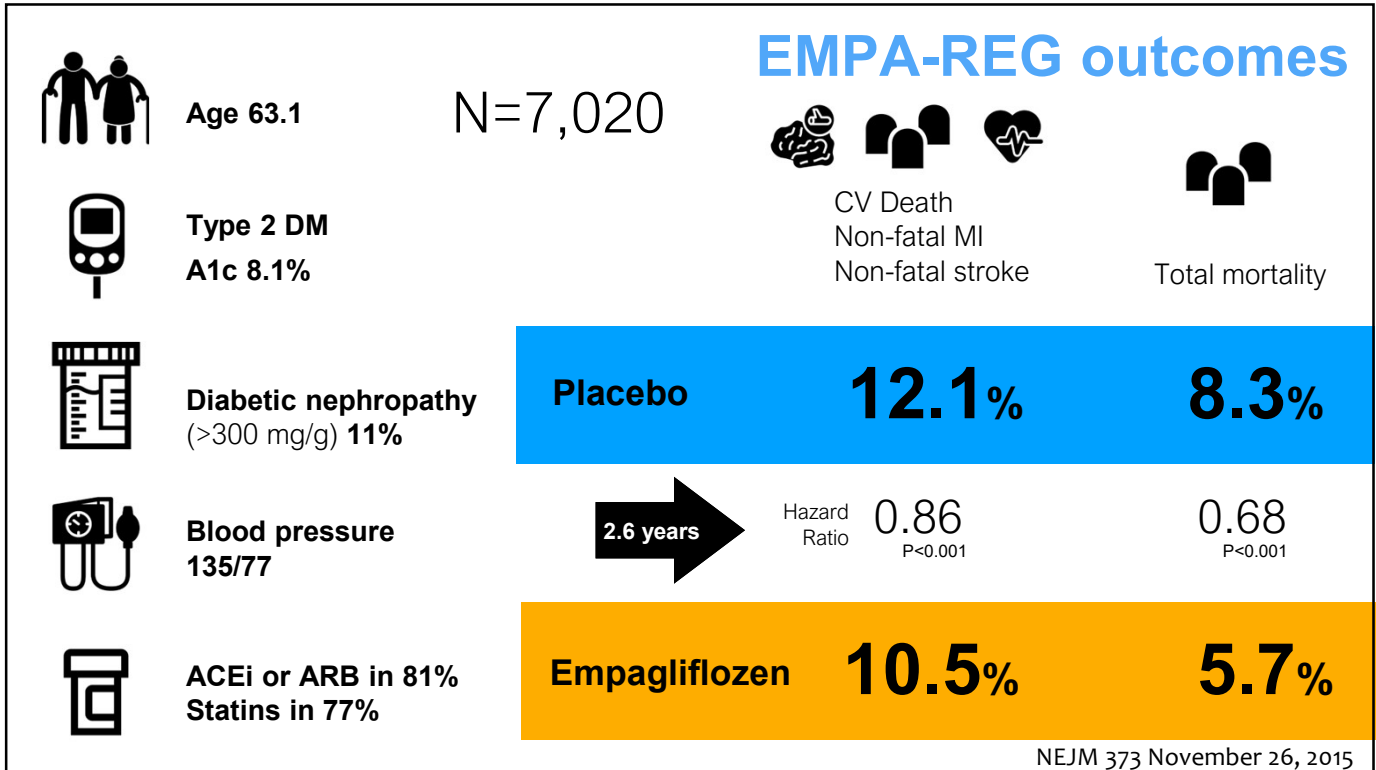 EMPA-REG outcomes
Age 63.1
N=7,020
Type 2 DM
A1c 8.1%
CV Death
Non-fatal MI
Non-fatal stroke
Total mortality
Diabetic nephropathy
(>300 mg/g) 11%
Placebo
12.1%
8.3%
Blood pressure
135/77
2.6 years
Hazard
Ratio
0.86
P<0.001
0.68
P<0.001
ACEi or ARB in 81%
Statins in 77%
Empagliflozen
10.5%
5.7%
NEJM 373 November 26, 2015